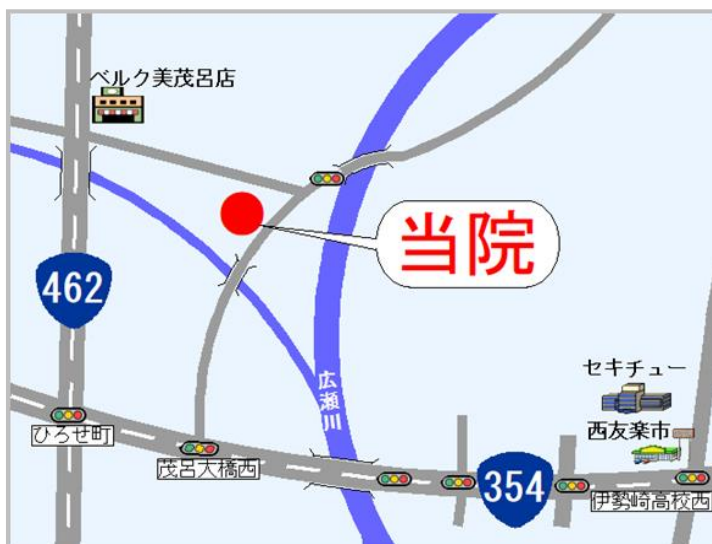 ベルク美茂呂店
当院
462
セキチュー
広瀬川
西友楽市
ひろせ町
茂呂大橋西
354
伊勢崎高校西